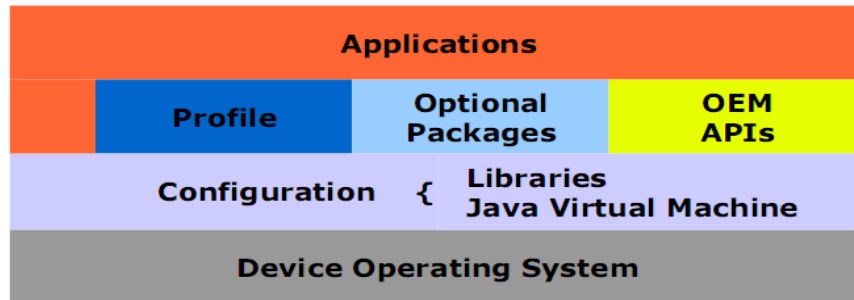 Applications
Profile
Optional
Packages
OEM
APIs
Configuration {
Libraries
Java Virtual Machine
Device Operating System